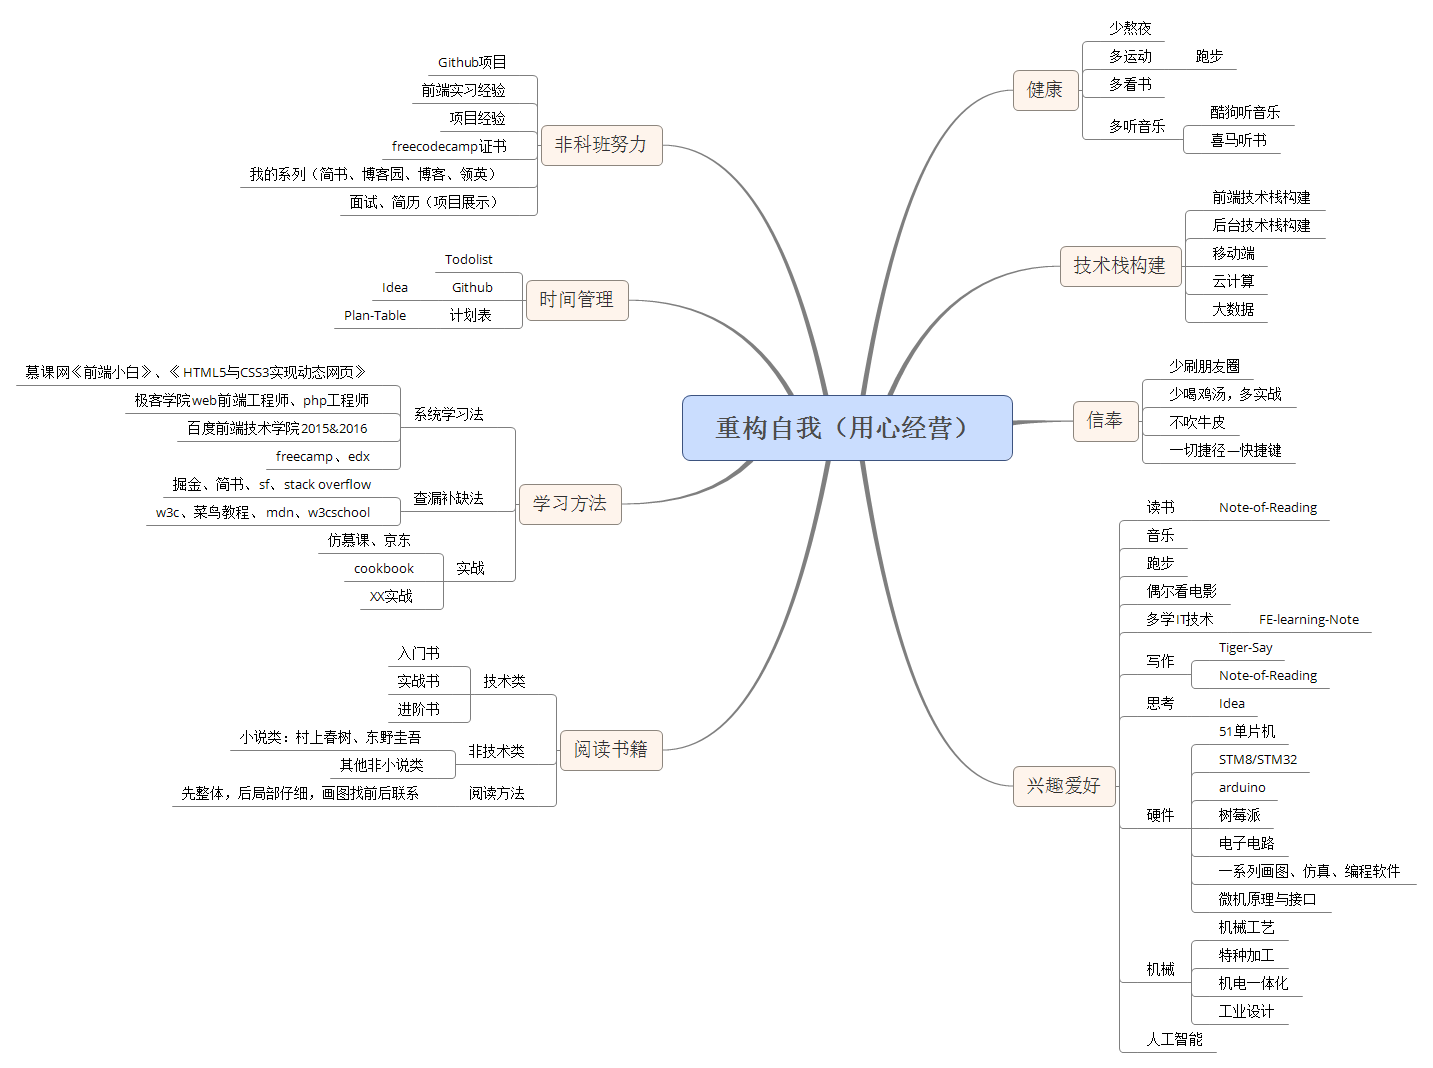 重构自我（用心经营）
非科班努力
Github项目
前端实习经验
项目经验
freecodecamp证书
我的系列（简书、博客园、博客、领英）
面试、简历（项目展示）
时间管理
Todolist
Github
Idea
计划表
Plan-Table
学习方法
系统学习法
慕课网《前端小白》、《HTML5与CSS3实现动态网页》
极客学院web前端工程师、php工程师
百度前端技术学院2015&2016
freecamp、edx
查漏补缺法
掘金、简书、sf、stack overflow
w3c、菜鸟教程、mdn、w3cschool
实战
仿慕课、京东
cookbook
XX实战
阅读书籍
技术类
入门书
实战书
进阶书
非技术类
小说类：村上春树、东野圭吾
其他非小说类
阅读方法
先整体，后局部仔细，画图找前后联系
健康
少熬夜
多运动
跑步
多看书
多听音乐
酷狗听音乐
喜马听书
技术栈构建
前端技术栈构建
后台技术栈构建
移动端
云计算
大数据
信奉
少刷朋友圈
少喝鸡汤，多实战
不吹牛皮
一切捷径—快捷键
兴趣爱好
读书
Note-of-Reading
音乐
跑步
偶尔看电影
多学IT技术
FE-learning-Note
写作
Tiger-Say
Note-of-Reading
思考
Idea
硬件
51单片机
STM8/STM32
arduino
树莓派
电子电路
一系列画图、仿真、编程软件
微机原理与接口
机械
机械工艺
特种加工
机电一体化
工业设计
人工智能